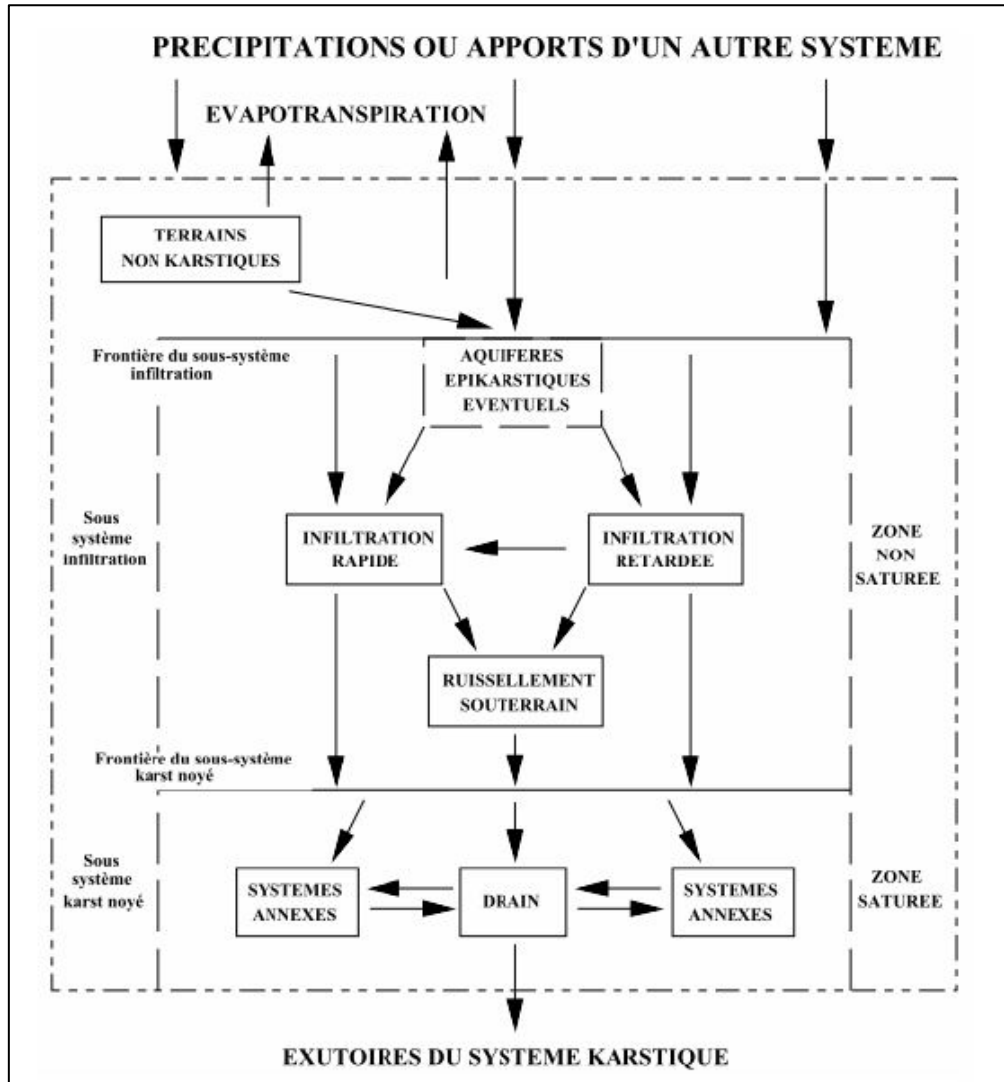 PRECIPITATIONS OU APPORTS D'UN AUTRE SYSTEME
EVAPOTRANSPIRATION
TERRAINS
NON KARSTIQUES
Frontière du sous-système
infiltration
AQUIFERES
EPIKARSTIQUES
EVENTUELS
Sous
système
infiltration
INFILTRATION
RAPIDE
INFILTRATION
RETARDEE
ZONE
NON
SATUREE
RUISSELLEMENT
SOUTERRAIN
Frontière du sous-système
karst noyé
Sous
système
karst noyé
SYSTEMES
ANNEXES
DRAIN
SYSTEMES
ANNEXES
ZONE
SATUREE
EXUTOIRES DU SYSTEME KARSTIQUE